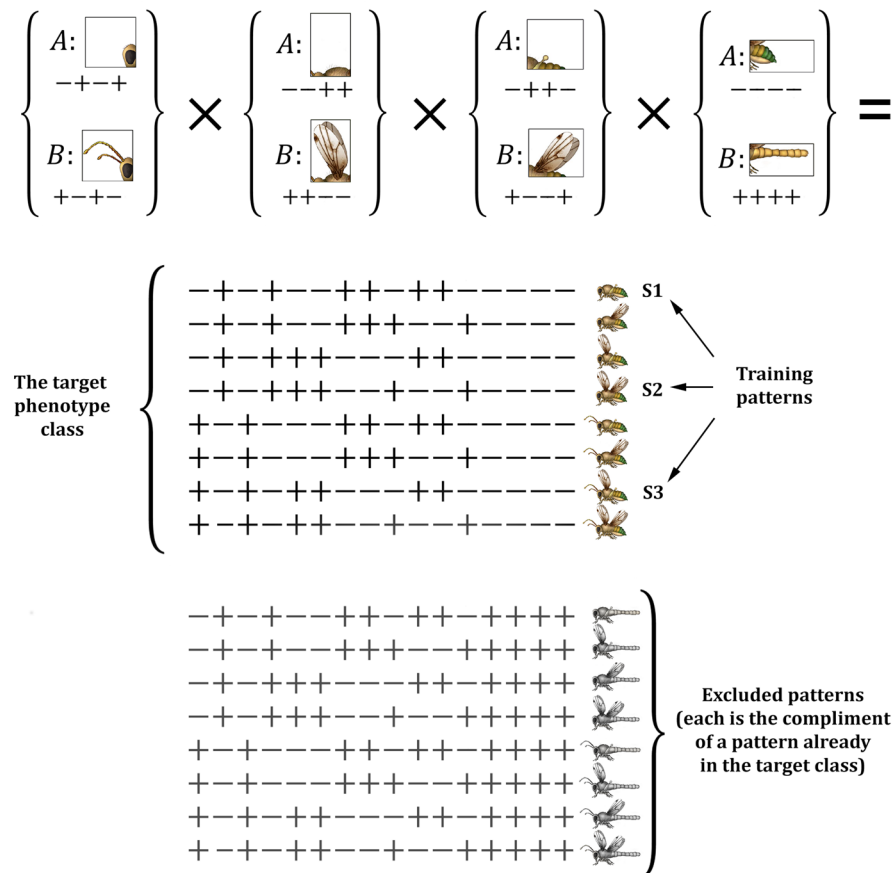 A: A: A: A:
−+−+ −−++ −++− −−−−
× × × =
B: B: B: B:
+−+− ++−− +−−+ ++++
−+−+−−++−++−−−−− S1
−+−+−−+++−−+−−−−
−+−+++−−−++−−−−−
−+−+++−−+−−+−−−− S2
+−+−−−++−++−−−−−
+−+−−−+++−−+−−−−
+−+−++−−−++−−−−− S3
+−+−++−−+−−+−−−−
The target
phenotype
class
Training
patterns
−+−+−−++−++−++++
−+−+−−+++−−+++++
−+−+++−−−++−++++
−+−+++−−+−−+++++
+−+−−−++−++−++++
+−+−−−+++−−+++++
+−+−++−−−++−++++
+−+−++−−+−−+++++
Excluded patterns
(each is the compliment
of a pattern already
in the target class)